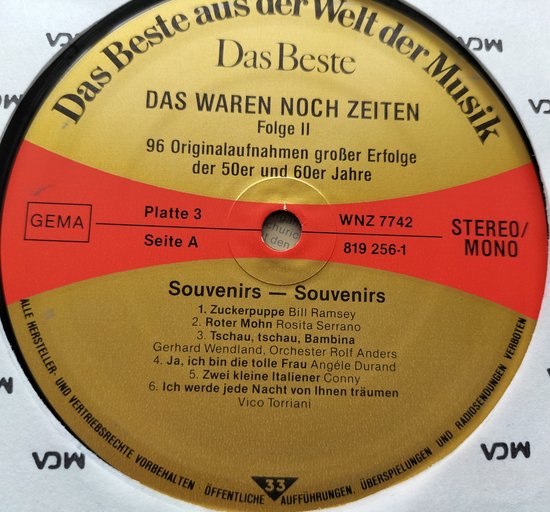 Das Beste aus der Welt der Musik
Das Beste
DAS WAREN NOCH ZEITEN
Folge II
96 Originalaufnahmen großer Erfolge
der 50er und 60er Jahre
GEMA
Platte 3
WNZ 7742
STEREO/
MONO
Seite A
819 256-1
Souvenirs — Souvenirs
1. Zuckerpuppe Bill Ramsey
2. Roter Mohn Rosita Serrano
3. Tschau, tschau, Bambina
Gerhard Wendland, Orchester Rolf Anders
4. Ja, ich bin die tolle Frau Angéle Durand
5. Zwei kleine Italiener Conny
6. Ich werde jede Nacht von Ihnen träumen
Vico Torriani
33
ALLE HERSTELLER- UND VERTRIEBSRECHTE VORBEHALTEN · ÖFFENTLICHE AUFFÜHRUNGEN, ÜBERSPIELUNGEN UND RADIOSENDUNGEN VERBOTEN
MCA
MCA
MCA
MCA